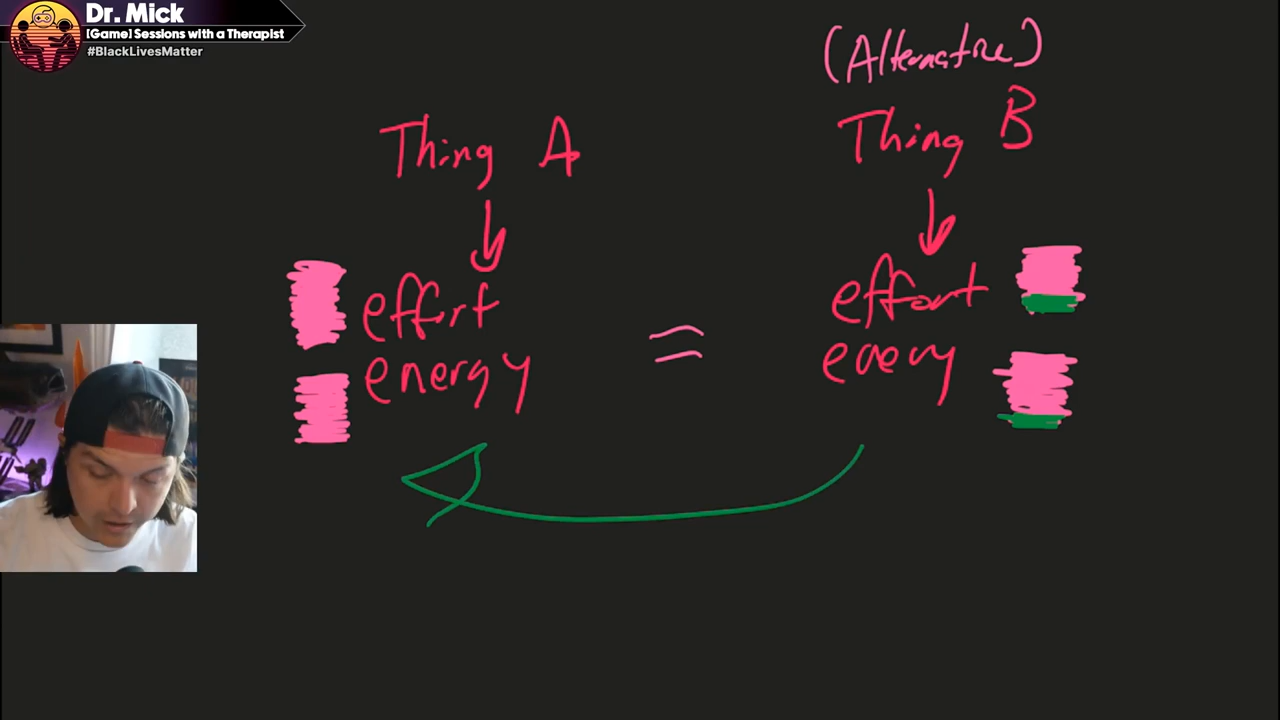 Dr. Mick
[Game] Sessions with a Therapist
#BlackLivesMatter
(Alternative)
Thing A
Thing B
effort
energy
=
effort
energy